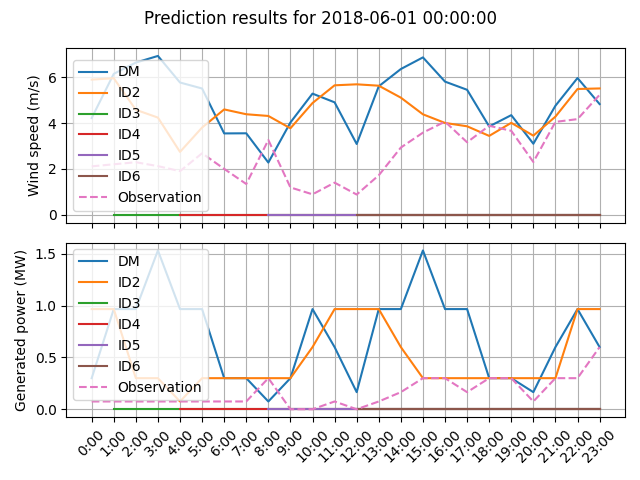 Prediction results for 2018-06-01 00:00:00
Wind speed (m/s)
6
4
2
0
DM
ID2
ID3
ID4
ID5
ID6
Observation
Generated power (MW)
1.5
1.0
0.5
0.0
DM
ID2
ID3
ID4
ID5
ID6
Observation
0:00 1:00 2:00 3:00 4:00 5:00 6:00 7:00 8:00 9:00 10:00 11:00 12:00 13:00 14:00 15:00 16:00 17:00 18:00 19:00 20:00 21:00 22:00 23:00